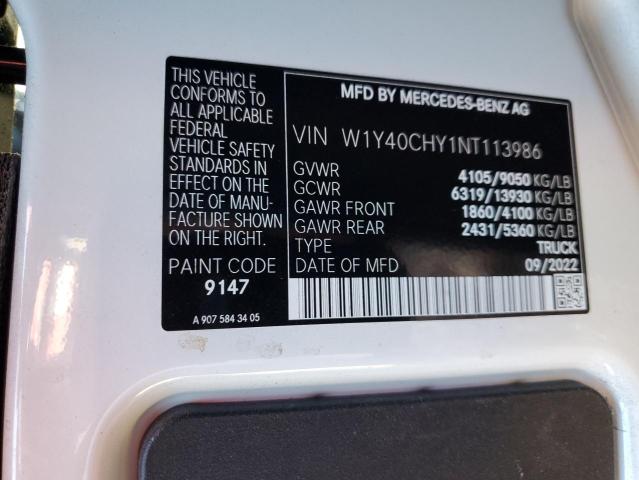 THIS VEHICLE
CONFORMS TO
ALL APPLICABLE
FEDERAL
VEHICLE SAFETY
STANDARDS IN
EFFECT ON THE
DATE OF MANU-
FACTURE SHOWN
ON THE RIGHT.
PAINT CODE
9147
A 907 584 34 05
MFD BY MERCEDES-BENZ AG
VIN W1Y40CHY1NT113986
GVWR 4105/9050 KG/LB
GCWR 6319/13930 KG/LB
GAWR FRONT 1860/4100 KG/LB
GAWR REAR 2431/5360 KG/LB
TYPE TRUCK
DATE OF MFD 09/2022